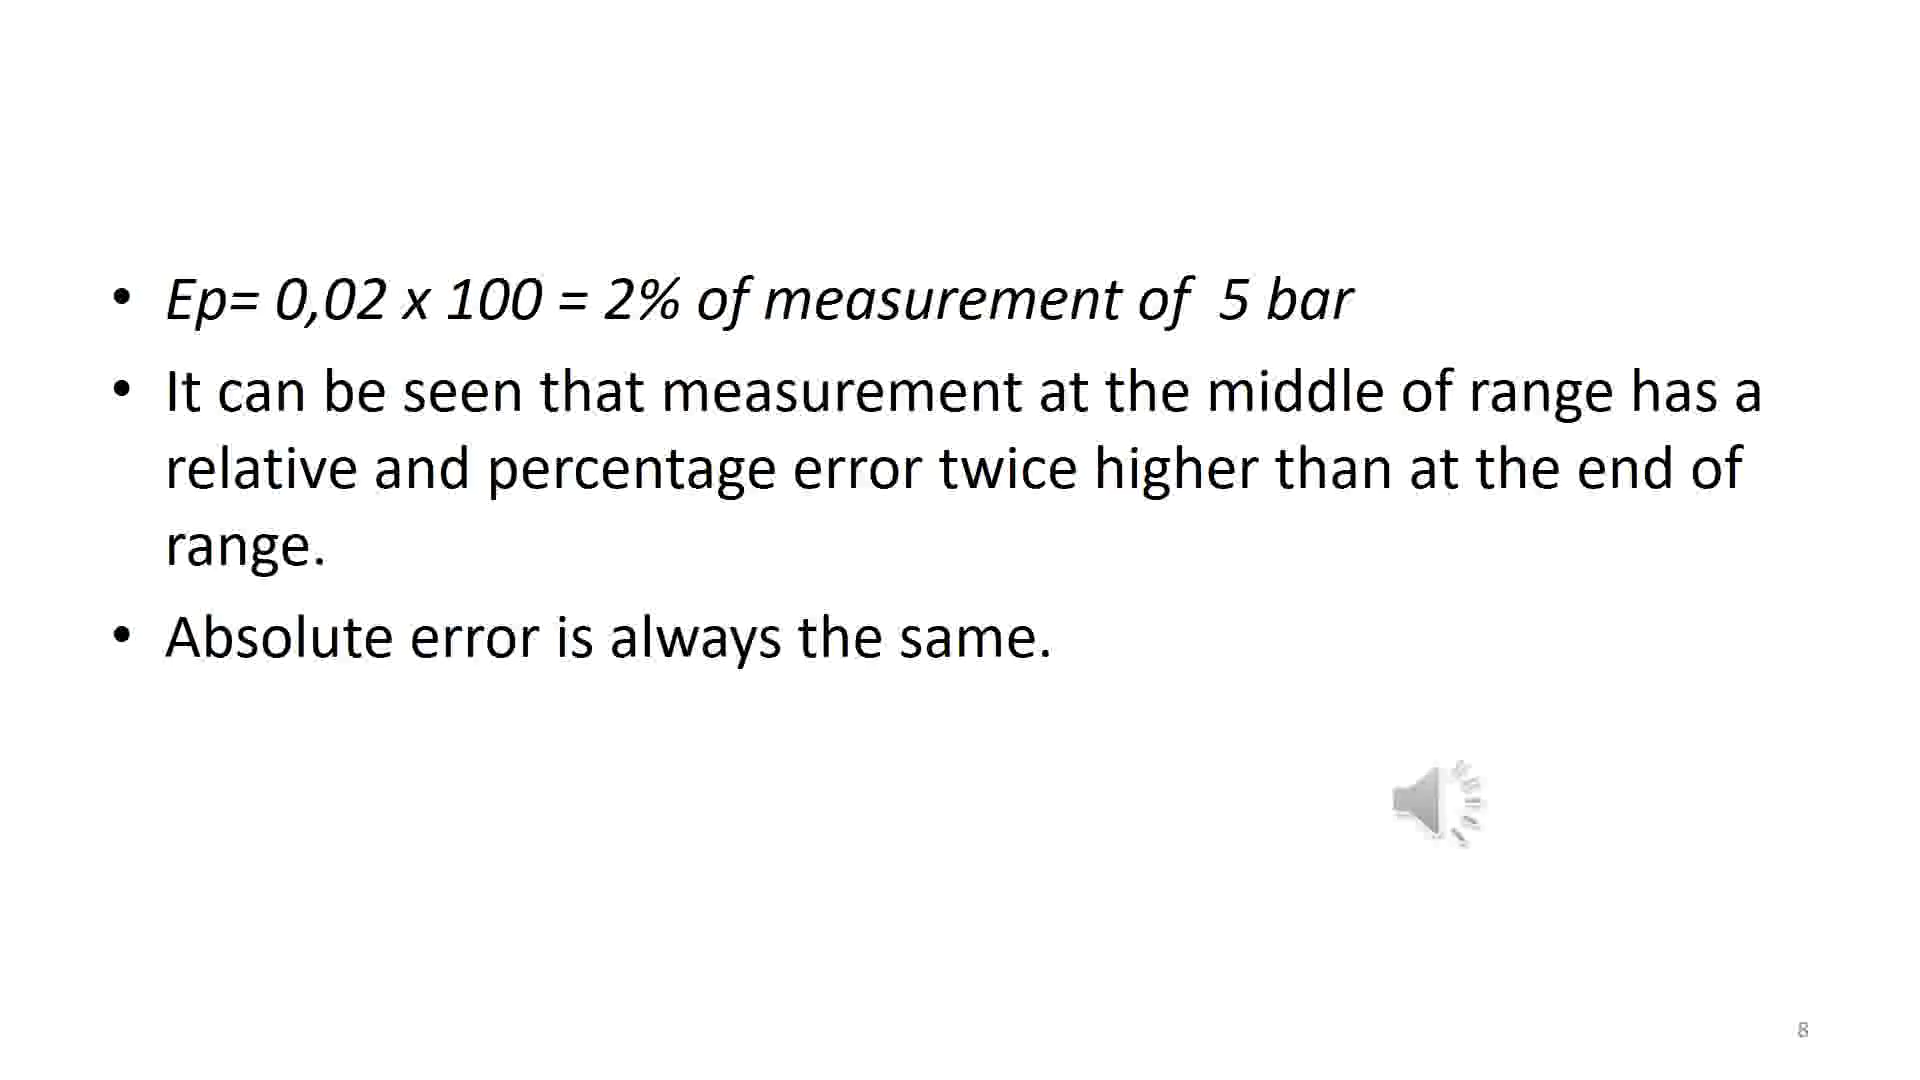 • Ep= 0,02 x 100 = 2% of measurement of 5 bar
• It can be seen that measurement at the middle of range has a
relative and percentage error twice higher than at the end of
range.
• Absolute error is always the same.
8